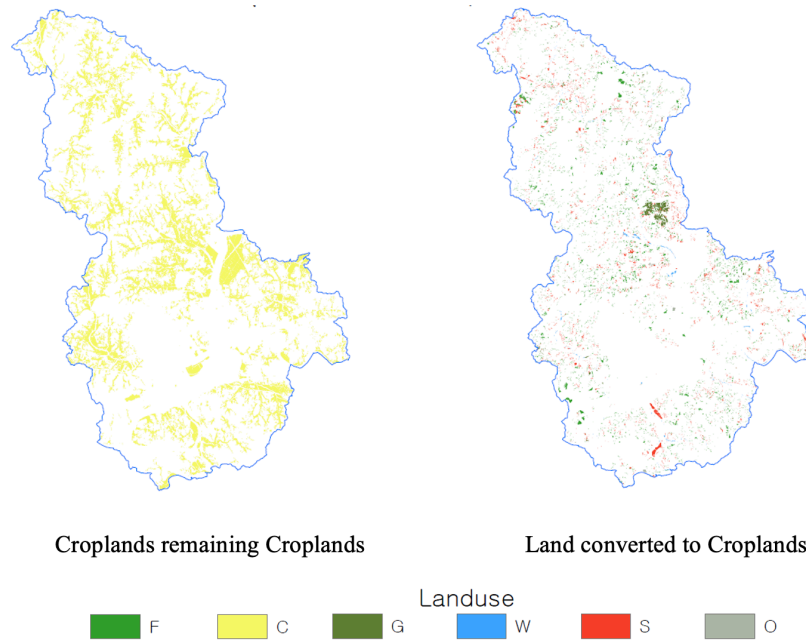 Croplands remaining Croplands
Land converted to Croplands
Landuse
F C G W S O